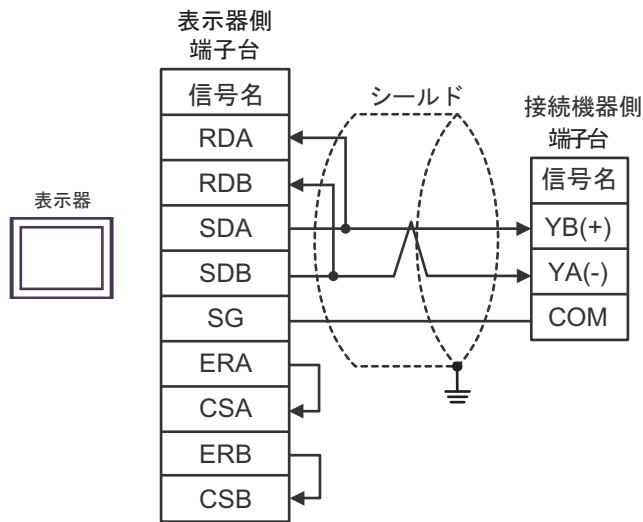 表示器側
端子台
信号名
RDA
RDB
SDA
SDB
SG
ERA
CSA
ERB
CSB
表示器
シールド
接続機器側
端子台
信号名
YB(+)
YA(-)
COM